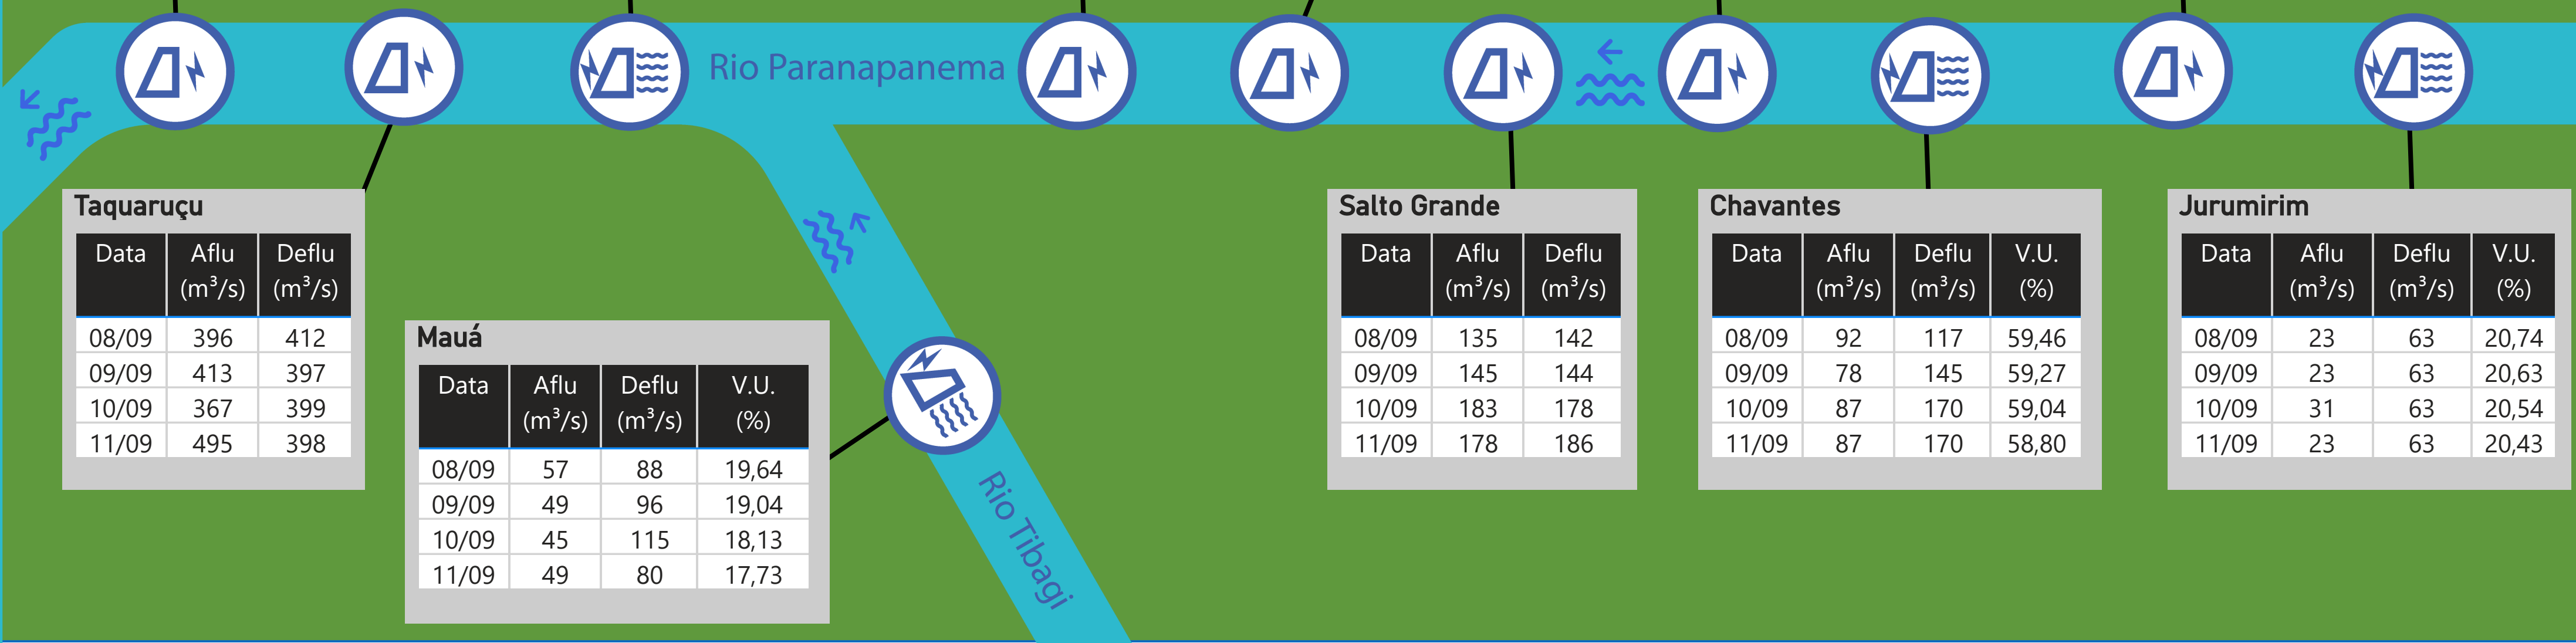 Rio Paranapanema
Taquaruçu
Data Aflu (m³/s) Deflu (m³/s)
08/09 396 412
09/09 413 397
10/09 367 399
11/09 495 398
Mauá
Data Aflu (m³/s) Deflu (m³/s) V.U. (%)
08/09 57 88 19,64
09/09 49 96 19,04
10/09 45 115 18,13
11/09 49 80 17,73
Rio Tibagi
Salto Grande
Data Aflu (m³/s) Deflu (m³/s)
08/09 135 142
09/09 145 144
10/09 183 178
11/09 178 186
Chavantes
Data Aflu (m³/s) Deflu (m³/s) V.U. (%)
08/09 92 117 59,46
09/09 78 145 59,27
10/09 87 170 59,04
11/09 87 170 58,80
Jurumirim
Data Aflu (m³/s) Deflu (m³/s) V.U. (%)
08/09 23 63 20,74
09/09 23 63 20,63
10/09 31 63 20,54
11/09 23 63 20,43